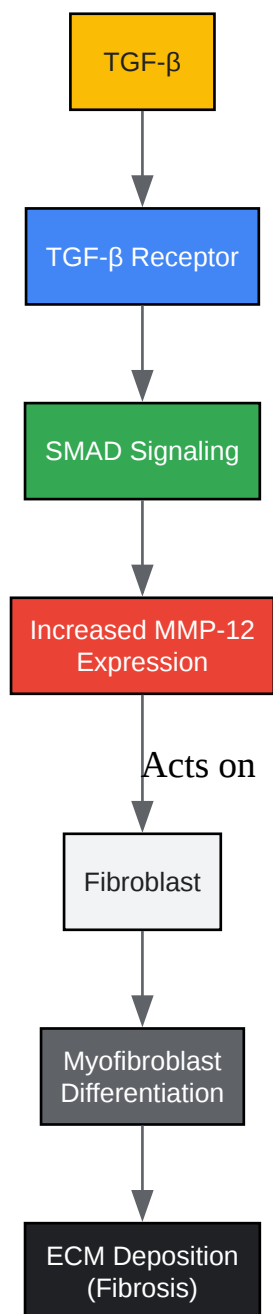 TGF-β
TGF-β Receptor
SMAD Signaling
Increased MMP-12
Expression
Acts on
Fibroblast
Myofibroblast
Differentiation
ECM Deposition
(Fibrosis)